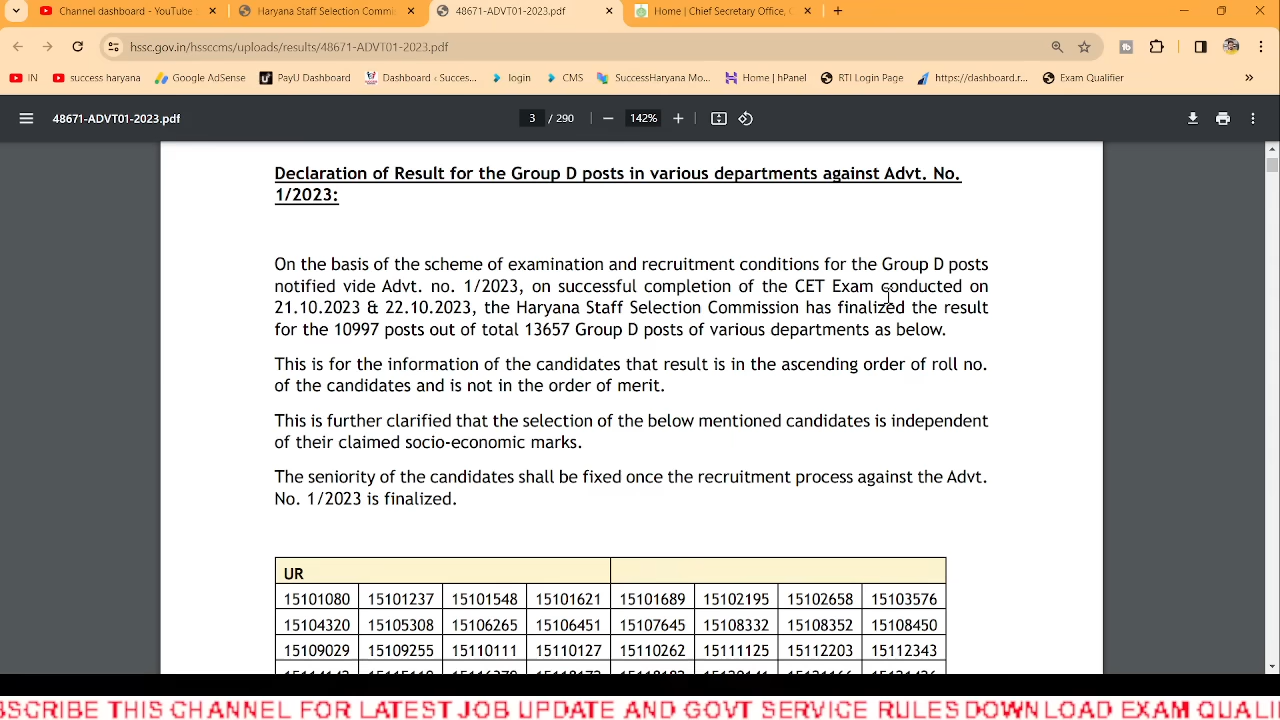 Channel dashboard - YouTube S
Haryana Staff Selection Commi
48671-ADVT01-2023.pdf
Home | Chief Secretary Office, G
hssc.gov.in/hssccms/uploads/results/48671-ADVT01-2023.pdf
IN
success haryana
Google AdSense
PayU Dashboard
Dashboard ‹ Succes...
login
CMS
SuccessHaryana Mo...
Home | hPanel
RTI Login Page
https://dashboard.r...
Exam Qualifier
48671-ADVT01-2023.pdf
3 / 290
142%
Declaration of Result for the Group D posts in various departments against Advt. No.
1/2023:
On the basis of the scheme of examination and recruitment conditions for the Group D posts
notified vide Advt. no. 1/2023, on successful completion of the CET Exam conducted on
21.10.2023 & 22.10.2023, the Haryana Staff Selection Commission has finalized the result
for the 10997 posts out of total 13657 Group D posts of various departments as below.
This is for the information of the candidates that result is in the ascending order of roll no.
of the candidates and is not in the order of merit.
This is further clarified that the selection of the below mentioned candidates is independent
of their claimed socio-economic marks.
The seniority of the candidates shall be fixed once the recruitment process against the Advt.
No. 1/2023 is finalized.
UR
15101080 15101237 15101548 15101621 15101689 15102195 15102658 15103576
15104320 15105308 15106265 15106451 15107645 15108332 15108352 15108450
15109029 15109255 15110111 15110127 15110262 15111125 15112203 15112343
SCRIBE THIS CHANNEL FOR LATEST JOB UPDATE AND GOVT SERVICE RULES DOWNLOAD EXAM QUALI